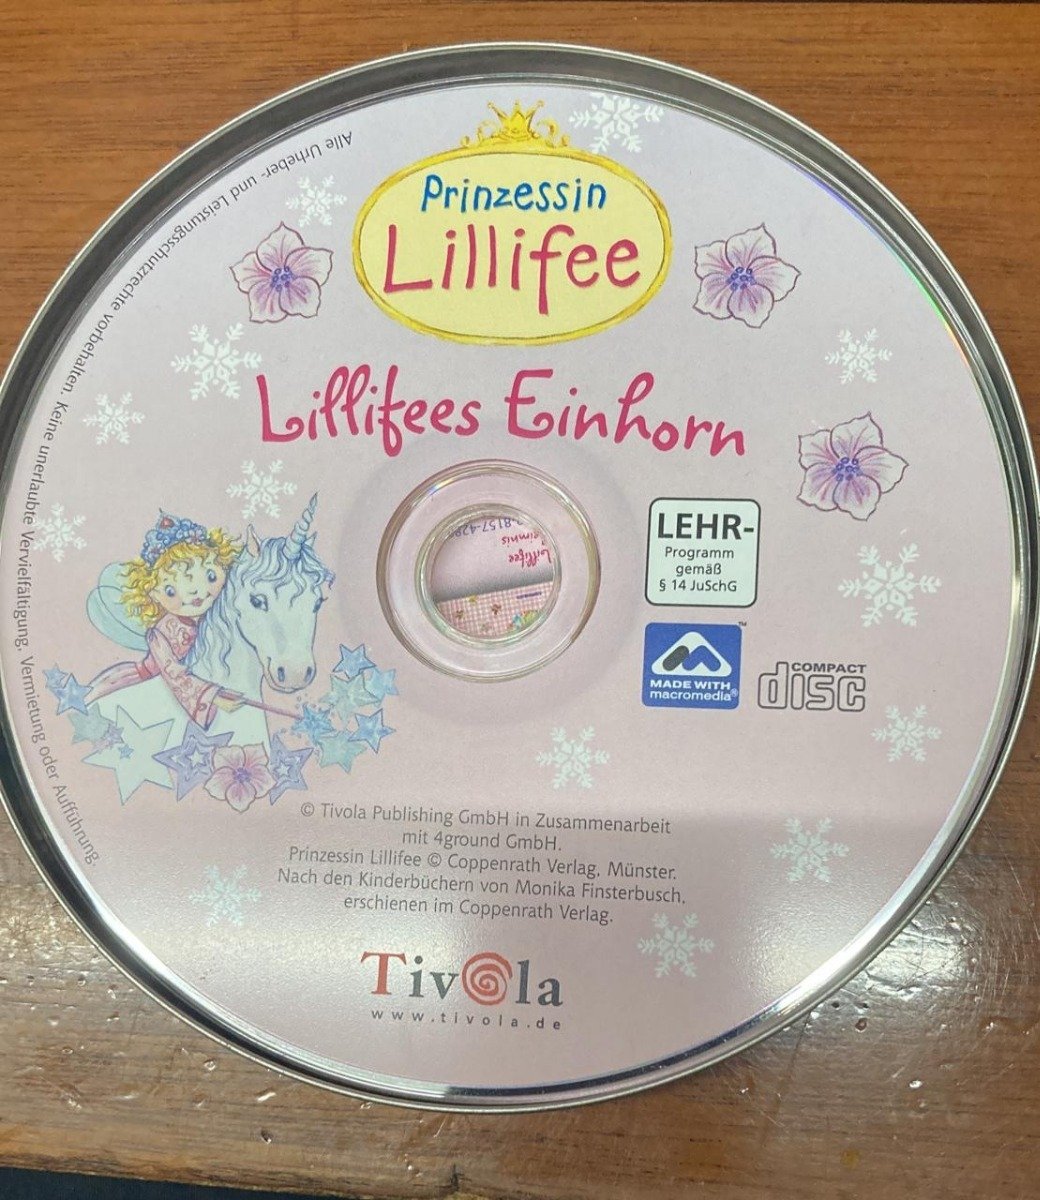 Prinzessin
Lillifee
Lillifees Einhorn
LEHR-
Programm
gemäß
§ 14 JuSchG
MADE WITH
macromedia®
™
COMPACT
disc
© Tivola Publishing GmbH in Zusammenarbeit
mit 4ground GmbH.
Prinzessin Lillifee © Coppenrath Verlag, Münster.
Nach den Kinderbüchern von Monika Finsterbusch,
erschienen im Coppenrath Verlag.
Tivola
www.tivola.de
Alle Urheber- und Leistungsschutzrechte vorbehalten. Keine unerlaubte Vervielfältigung, Vermietung oder Aufführung
Lillifee